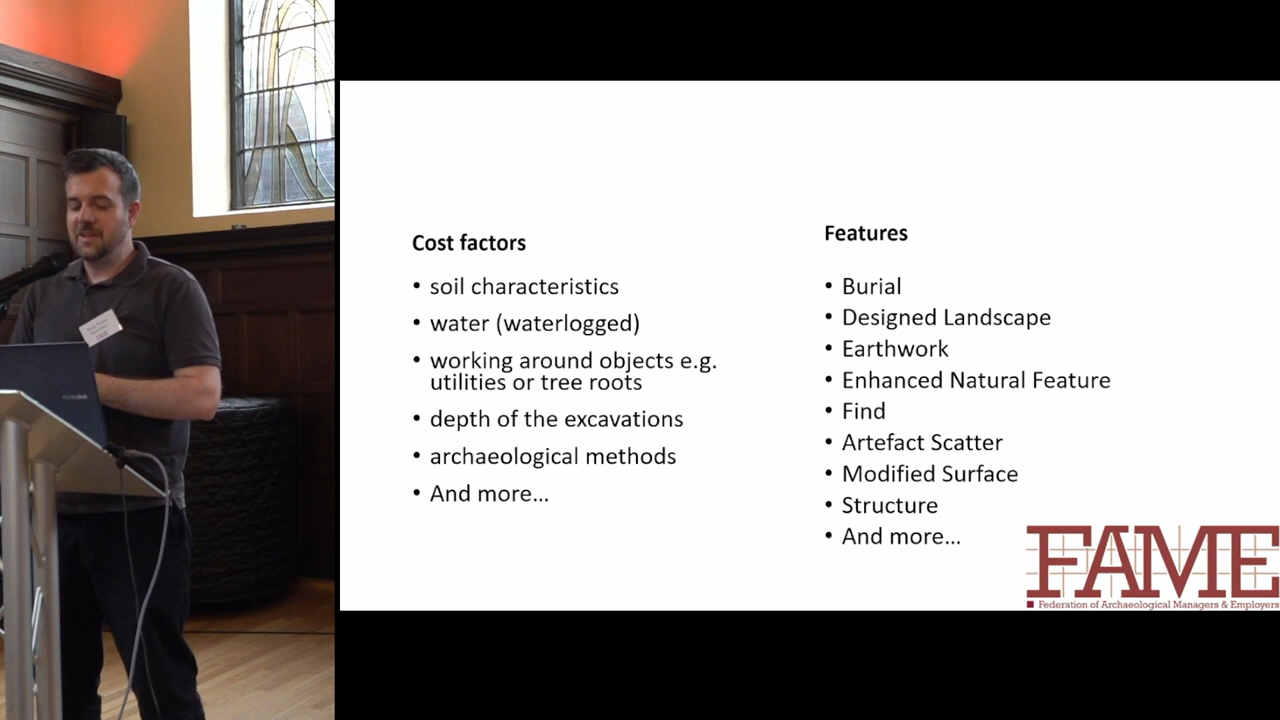 Cost factors
• soil characteristics
• water (waterlogged)
• working around objects e.g.
utilities or tree roots
• depth of the excavations
• archaeological methods
• And more...
Features
• Burial
• Designed Landscape
• Earthwork
• Enhanced Natural Feature
• Find
• Artefact Scatter
• Modified Surface
• Structure
• And more...
FAME
Federation of Archaeological Managers & Employers